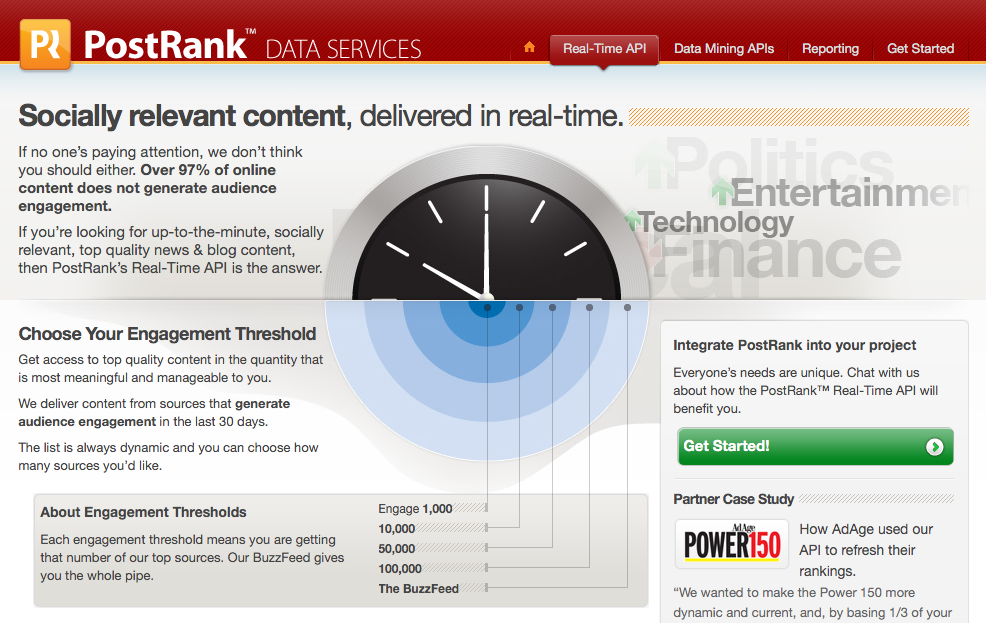 PR PostRank™ DATA SERVICES
Real-Time API
Data Mining APIs
Reporting
Get Started
Socially relevant content, delivered in real-time.
If no one's paying attention, we don't think
you should either. Over 97% of online
content does not generate audience
engagement.
If you're looking for up-to-the-minute, socially
relevant, top quality news & blog content,
then PostRank's Real-Time API is the answer.
Politics
Entertainmen
Technology
Finance
Choose Your Engagement Threshold
Get access to top quality content in the quantity that
is most meaningful and manageable to you.
We deliver content from sources that generate
audience engagement in the last 30 days.
The list is always dynamic and you can choose how
many sources you'd like.
About Engagement Thresholds
Each engagement threshold means you are getting
that number of our top sources. Our BuzzFeed gives
you the whole pipe.
Engage 1,000
10,000
50,000
100,000
The BuzzFeed
Integrate PostRank into your project
Everyone's needs are unique. Chat with us
about how the PostRank™ Real-Time API will
benefit you.
Get Started!
Partner Case Study
AdAge
POWER150
How AdAge used our
API to refresh their
rankings.
“We wanted to make the Power 150 more
dynamic and current, and, by basing 1/3 of your